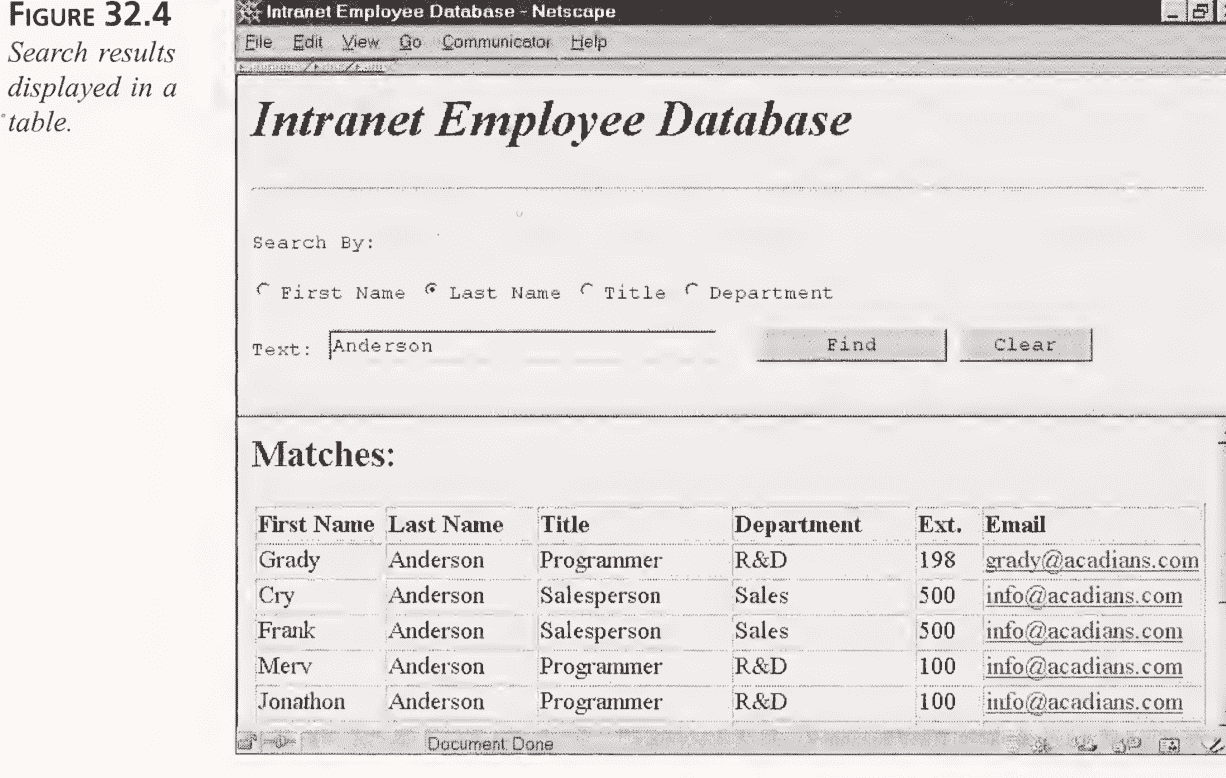 FIGURE 32.4
Search results
displayed in a
table.
Intranet Employee Database - Netscape
File Edit View Go Communicator Help
Intranet Employee Database
Search By:
First Name Last Name Title Department
Text: Anderson Find Clear
Matches:
First Name Last Name Title Department Ext. Email
Grady Anderson Programmer R&D 198 grady@acadians.com
Cry Anderson Salesperson Sales 500 info@acadians.com
Frank Anderson Salesperson Sales 500 info@acadians.com
Merv Anderson Programmer R&D 100 info@acadians.com
Jonathon Anderson Programmer R&D 100 info@acadians.com
Document: Done